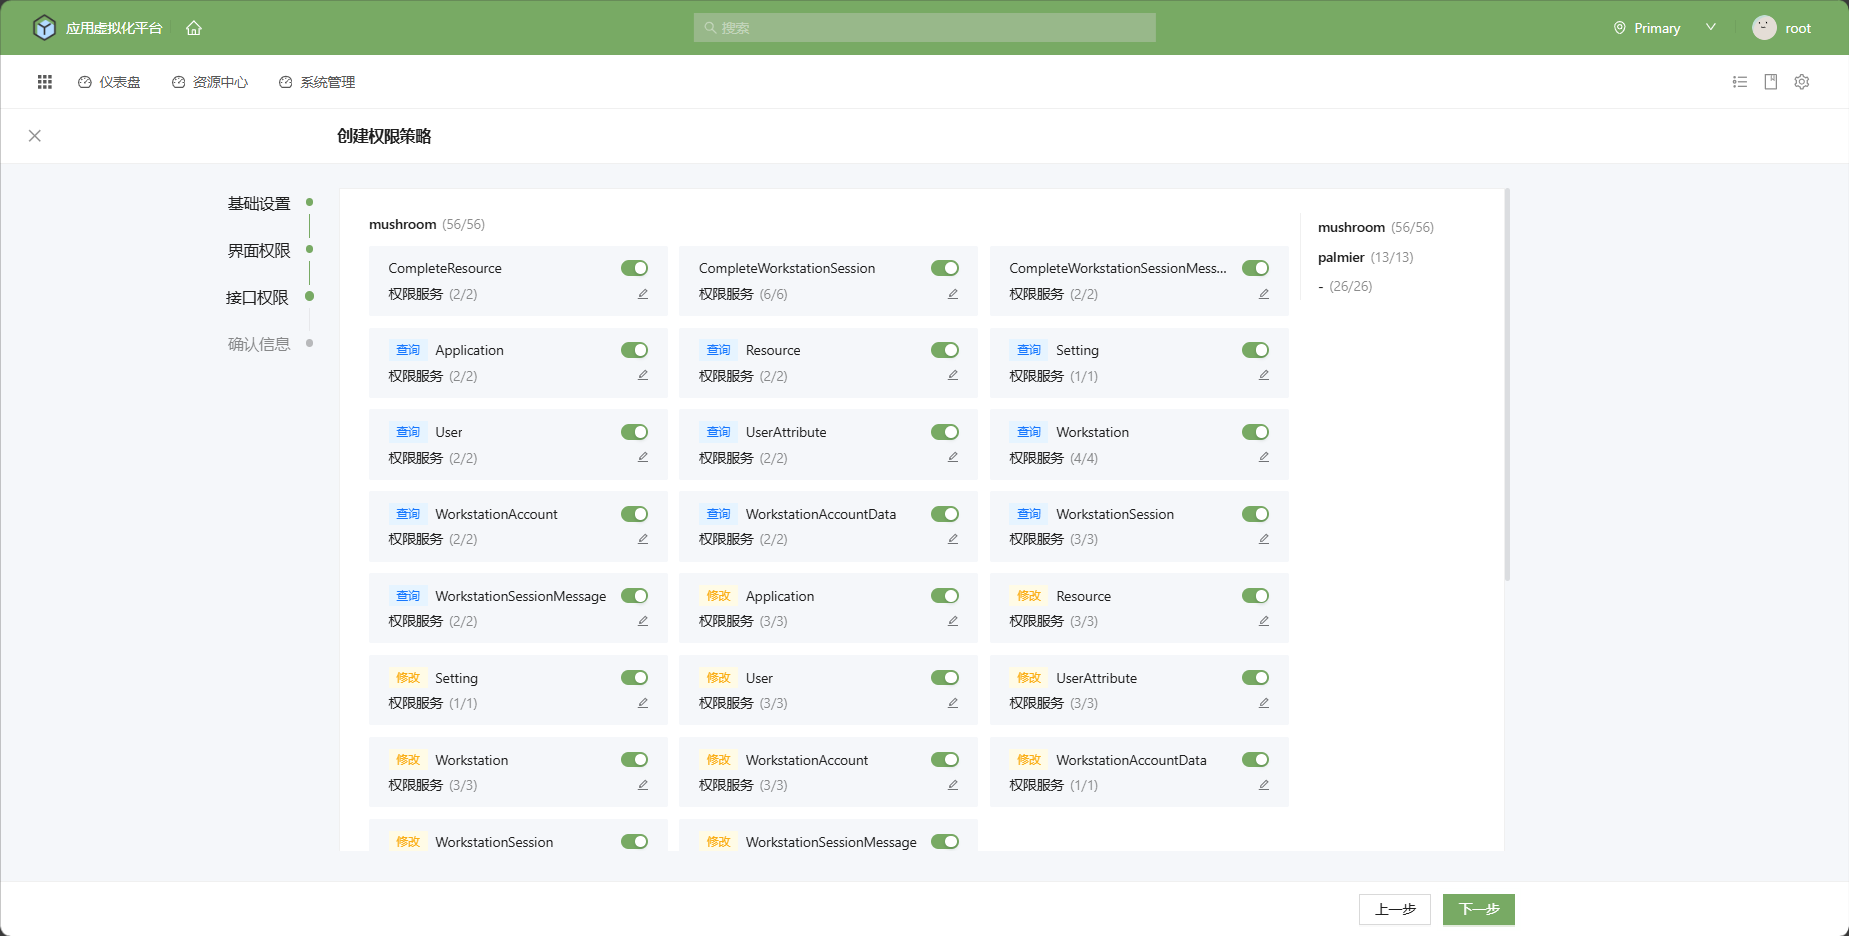 应用虚拟化平台
搜索
Primary
root
仪表盘
资源中心
系统管理
创建权限策略
基础设置
界面权限
接口权限
确认信息
mushroom (56/56)
CompleteResource
权限服务 (2/2)
CompleteWorkstationSession
权限服务 (6/6)
CompleteWorkstationSessionMess...
权限服务 (2/2)
查询 Application
权限服务 (2/2)
查询 Resource
权限服务 (2/2)
查询 Setting
权限服务 (1/1)
查询 User
权限服务 (2/2)
查询 UserAttribute
权限服务 (2/2)
查询 Workstation
权限服务 (4/4)
查询 WorkstationAccount
权限服务 (2/2)
查询 WorkstationAccountData
权限服务 (2/2)
查询 WorkstationSession
权限服务 (3/3)
查询 WorkstationSessionMessage
权限服务 (2/2)
修改 Application
权限服务 (3/3)
修改 Resource
权限服务 (3/3)
修改 Setting
权限服务 (1/1)
修改 User
权限服务 (3/3)
修改 UserAttribute
权限服务 (3/3)
修改 Workstation
权限服务 (3/3)
修改 WorkstationAccount
权限服务 (3/3)
修改 WorkstationAccountData
权限服务 (1/1)
修改 WorkstationSession
修改 WorkstationSessionMessage
mushroom (56/56)
palmier (13/13)
- (26/26)
上一步
下一步